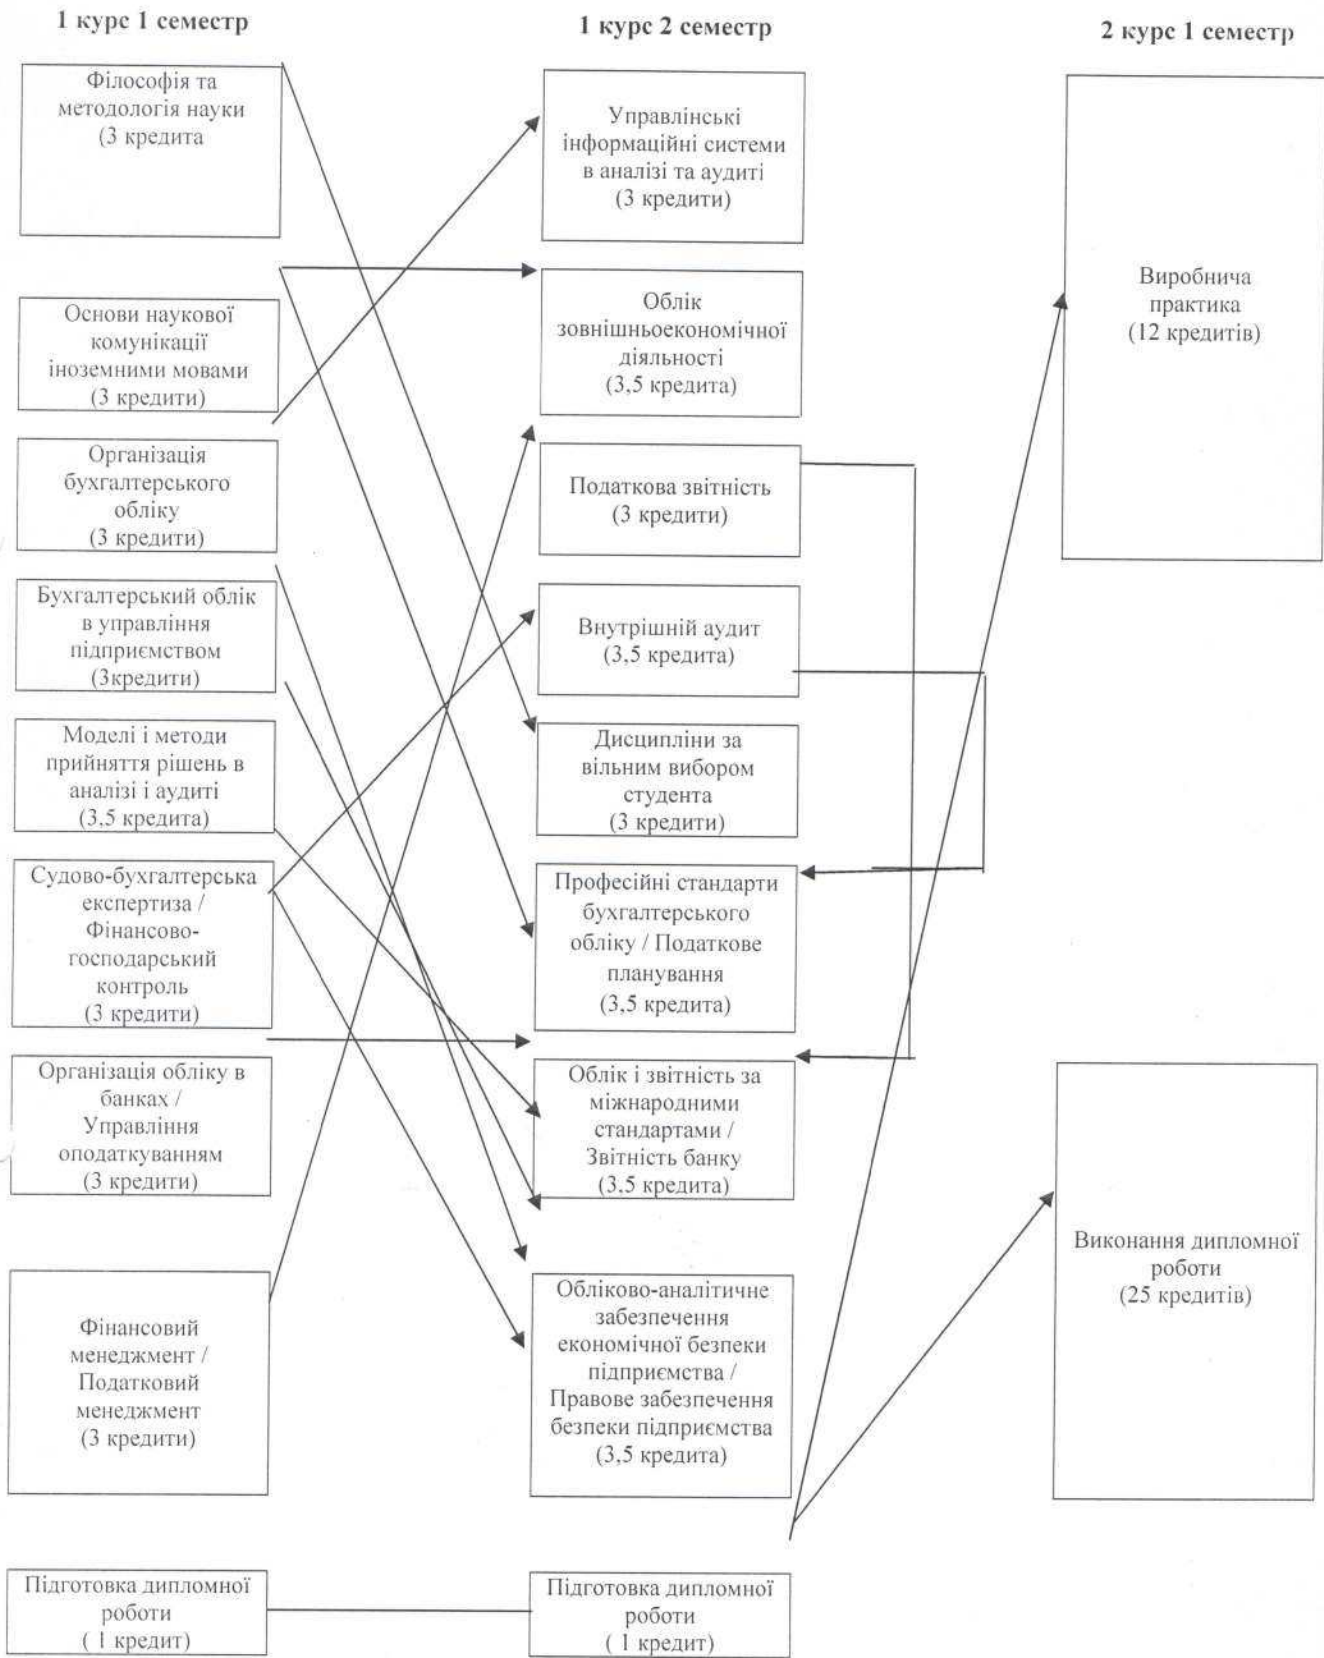 1 курс 1 семестр
1 курс 2 семестр
2 курс 1 семестр
Філософія та
методологія науки
(3 кредита
Основи наукової
комунікації
іноземними мовами
(3 кредити)
Організація
бухгалтерського
обліку
(3 кредити)
Бухгалтерський облік
в управління
підприємством
(3кредити)
Моделі і методи
прийняття рішень в
аналізі і аудиті
(3,5 кредита)
Судово-бухгалтерська
експертиза /
Фінансово-
господарський
контроль
(3 кредити)
Організація обліку в
банках /
Управління
оподаткуванням
(3 кредити)
Фінансовий
менеджмент /
Податковий
менеджмент
(3 кредити)
Підготовка дипломної
роботи
( 1 кредит)
Управлінські
інформаційні системи
в аналізі та аудиті
(3 кредити)
Облік
зовнішньоекономічної
діяльності
(3,5 кредита)
Податкова звітність
(3 кредити)
Внутрішній аудит
(3,5 кредита)
Дисципліни за
вільним вибором
студента
(3 кредити)
Професійні стандарти
бухгалтерського
обліку / Податкове
планування
(3,5 кредита)
Облік і звітність за
міжнародними
стандартами /
Звітність банку
(3,5 кредита)
Обліково-аналітичне
забезпечення
економічної безпеки
підприємства /
Правове забезпечення
безпеки підприємства
(3,5 кредита)
Підготовка дипломної
роботи
( 1 кредит)
Виробнича
практика
(12 кредитів)
Виконання дипломної
роботи
(25 кредитів)